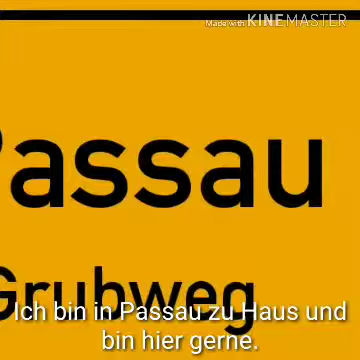 Made with KINEMASTER
Passau
Grubweg
Ich bin in Passau zu Haus und
bin hier gerne.